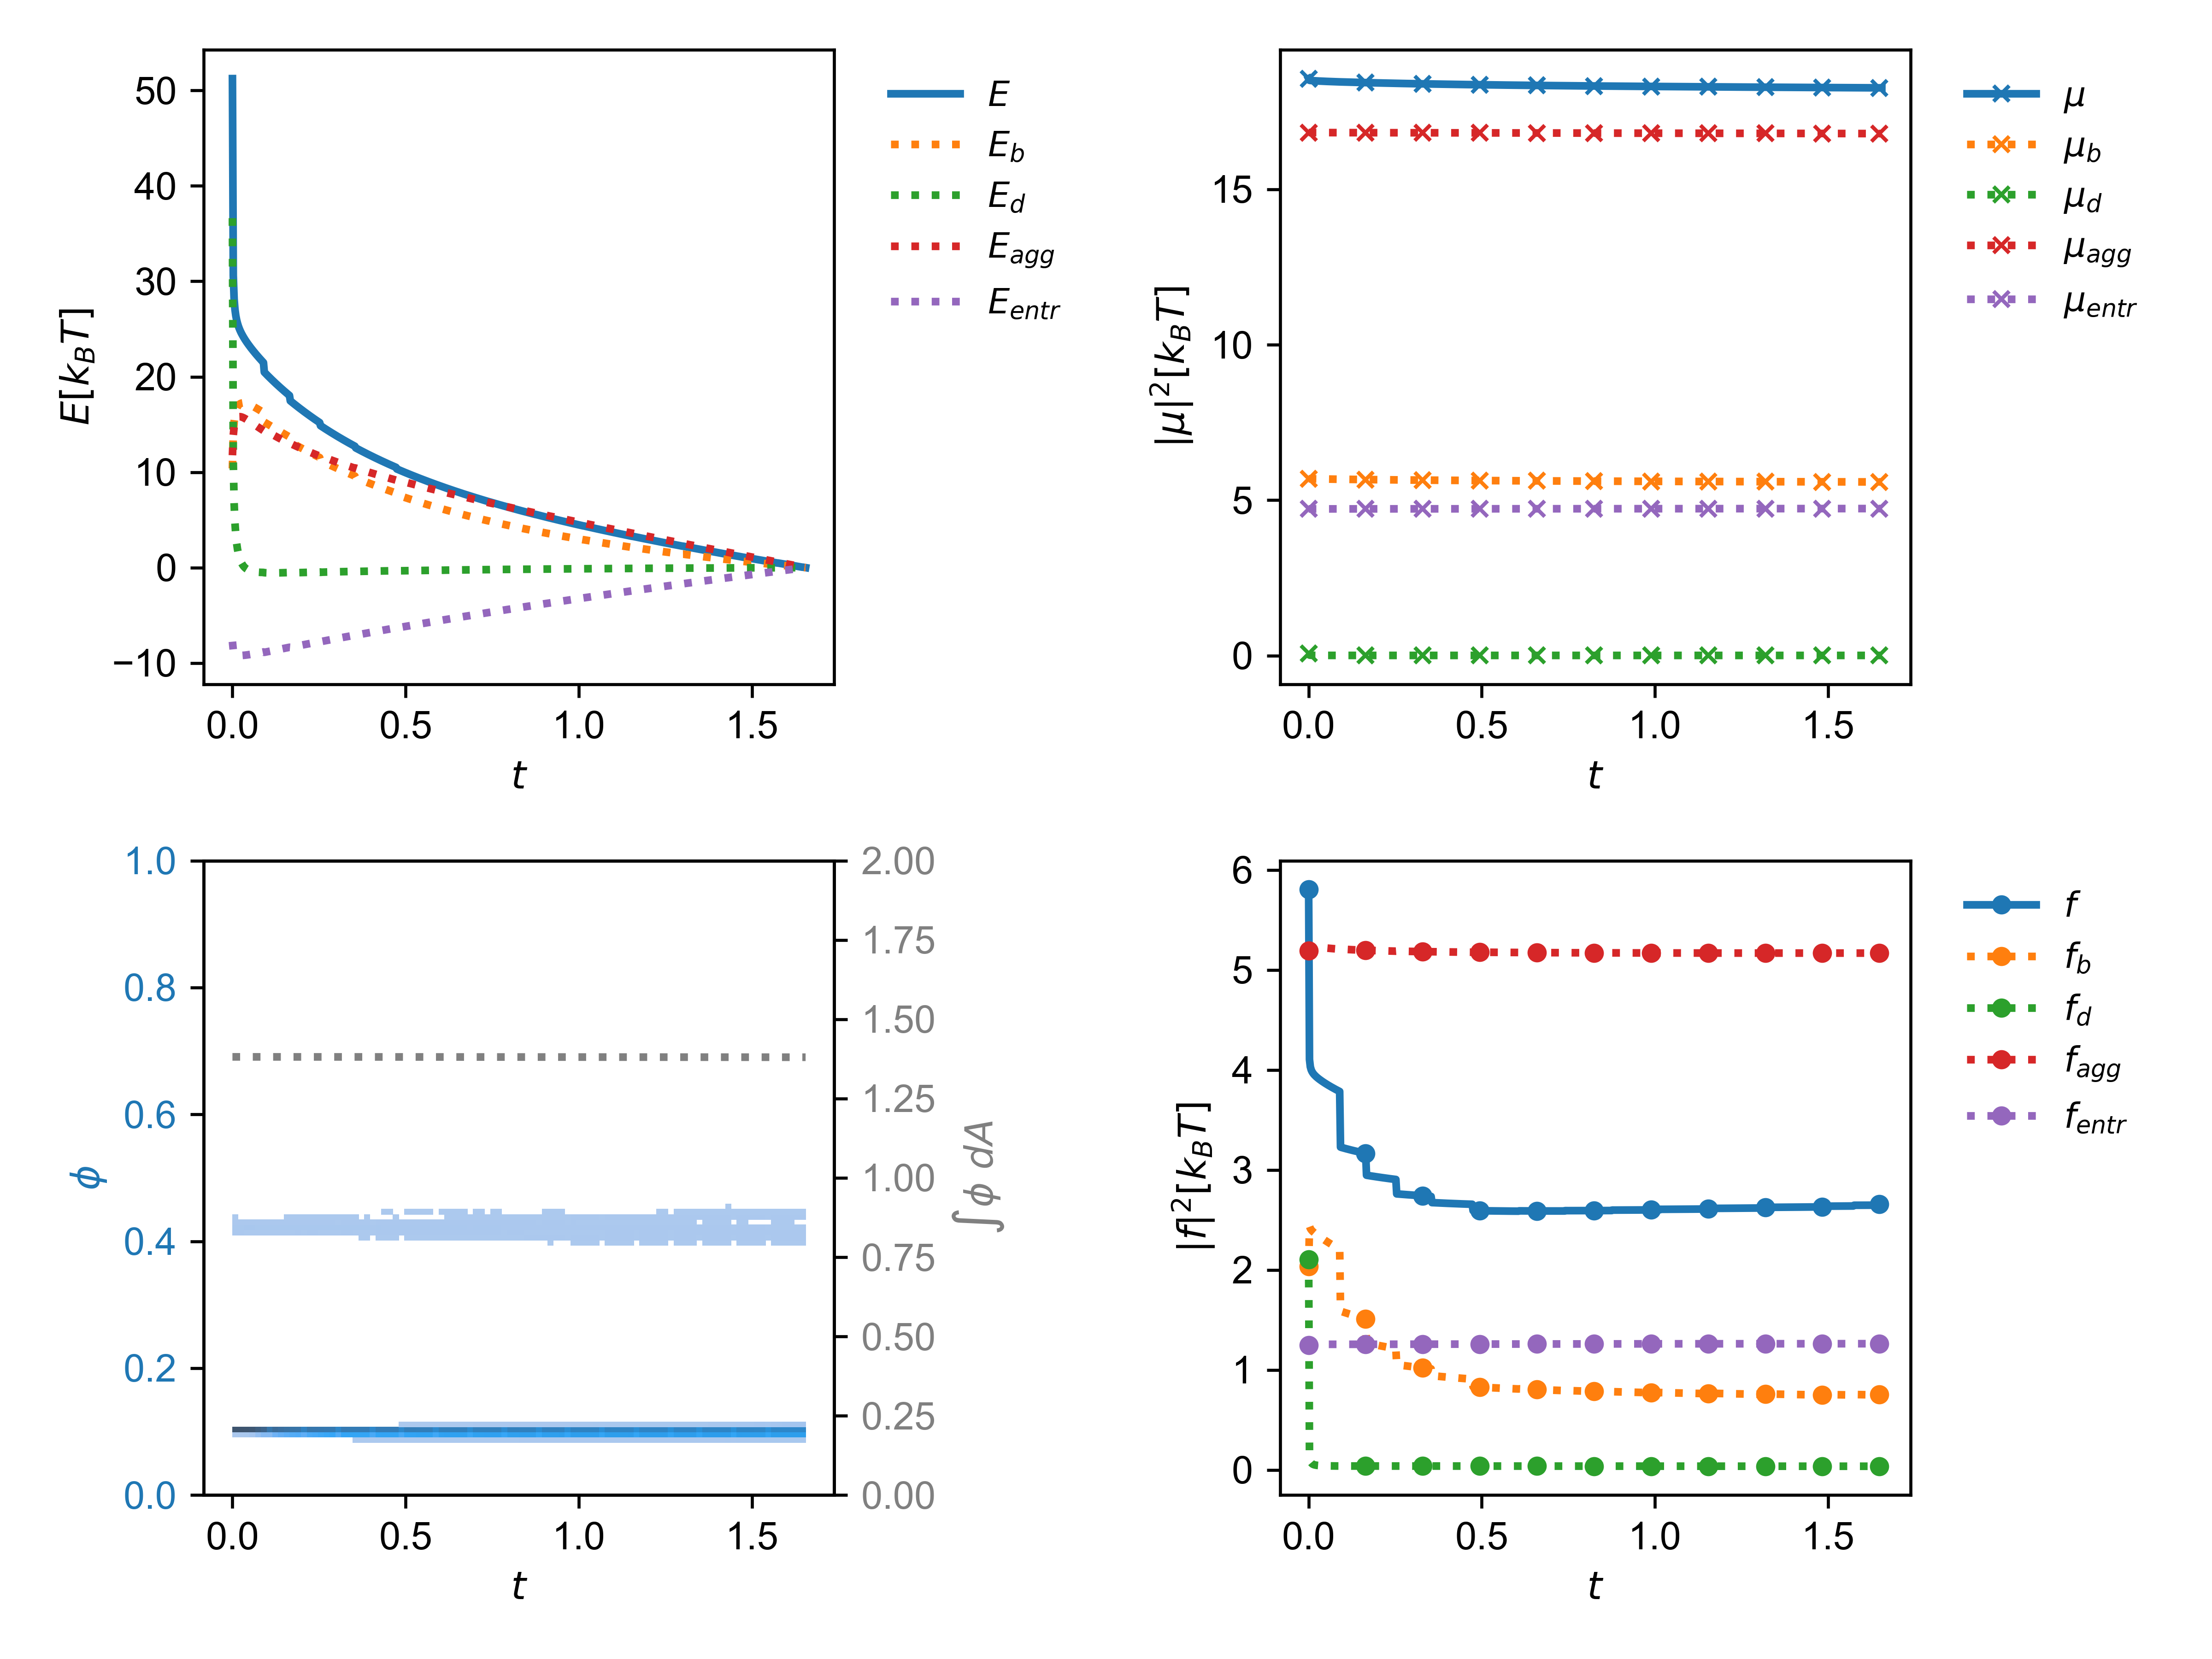 50
40
30
20
10
0
−10
E[k_BT]
0.0 0.5 1.0 1.5
t
E
E_b
E_d
E_agg
E_entr
15
10
5
0
|μ|²[k_BT]
0.0 0.5 1.0 1.5
t
μ
μ_b
μ_d
μ_agg
μ_entr
1.0
0.8
0.6
0.4
0.2
0.0
ϕ
0.0 0.5 1.0 1.5
t
2.00
1.75
1.50
1.25
1.00
0.75
0.50
0.25
0.00
∫ϕ dA
6
5
4
3
2
1
0
|f|²[k_BT]
0.0 0.5 1.0 1.5
t
f
f_b
f_d
f_agg
f_entr